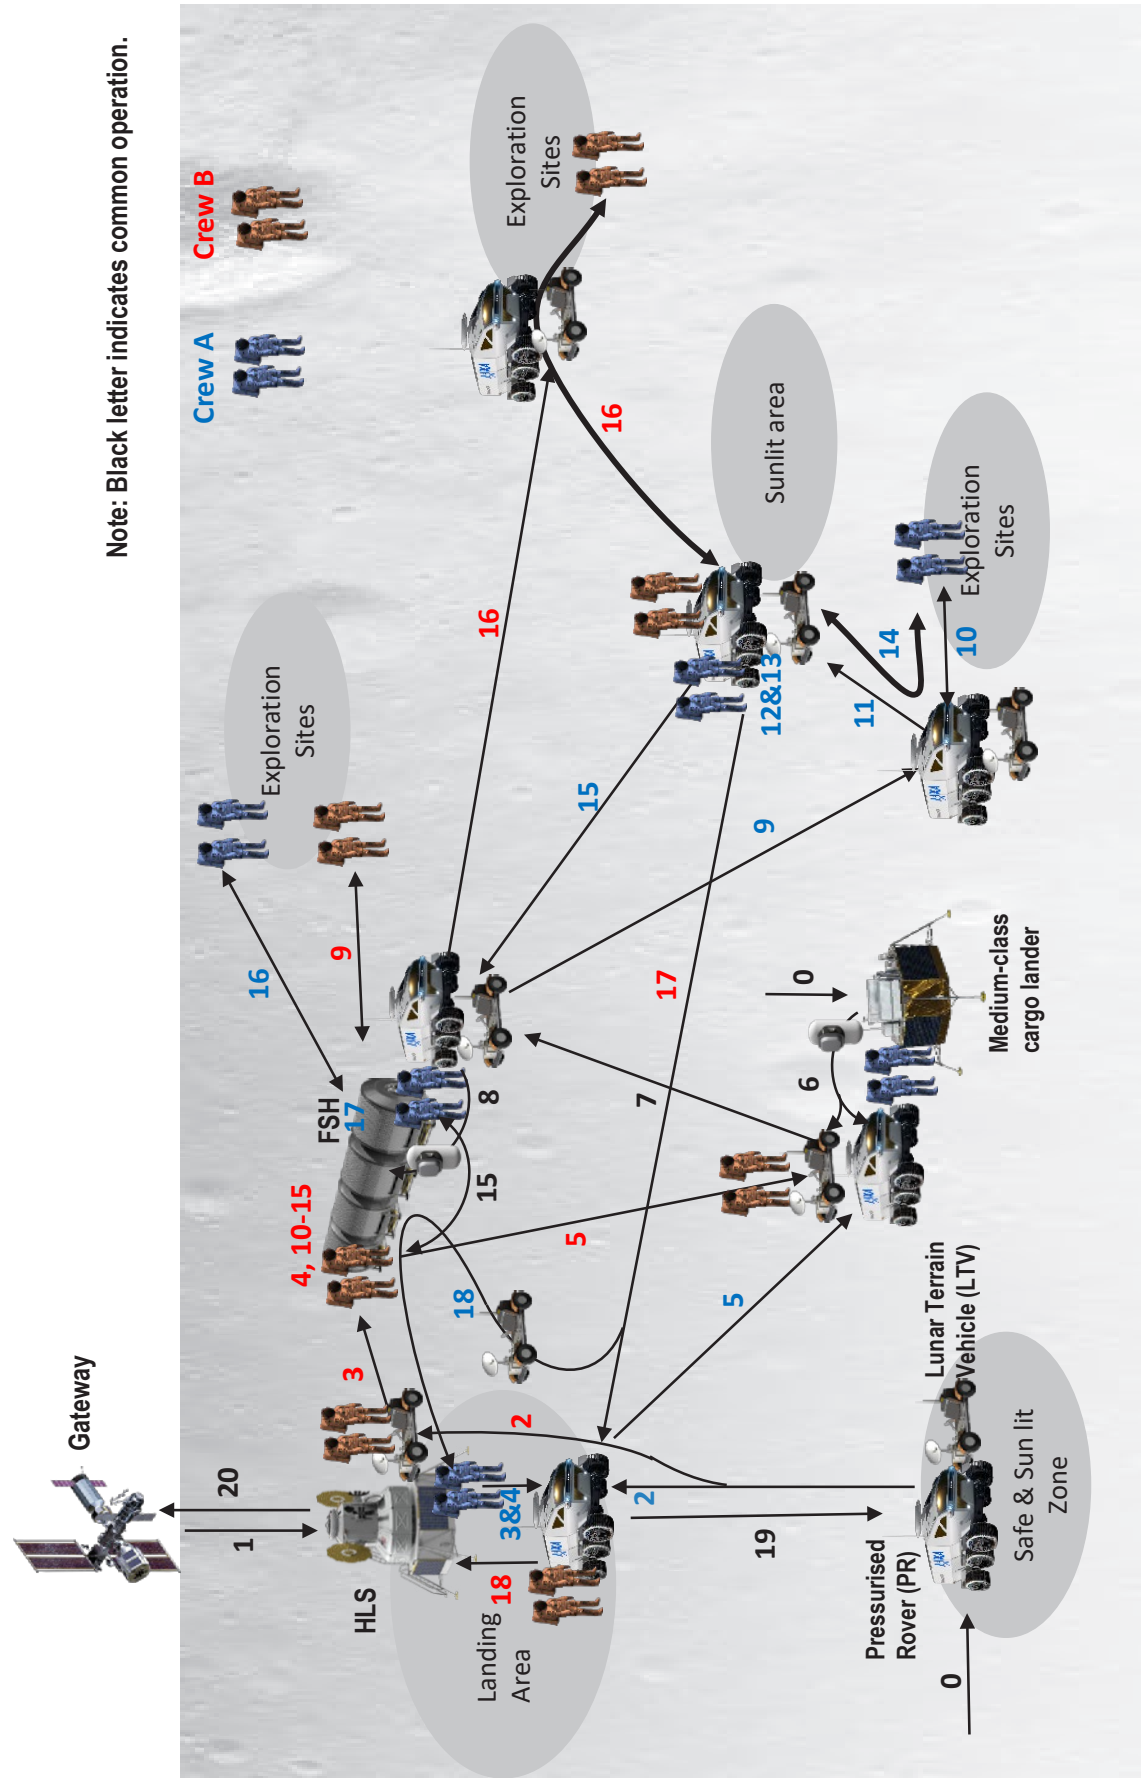 Gateway
Note: Black letter indicates common operation.
Crew A
Crew B
20
1
16
Exploration
Sites
4, 10-15
FSH
17
9
3
HLS
16
18
8
15
Landing
Area
18
3&4
2
Exploration
Sites
5
16
15
2
7
17
5
9
12&13
Sunlit area
19
0
6
11
14
10
Pressurised
Rover (PR)
Lunar Terrain
Vehicle (LTV)
0
Safe & Sun lit
Zone
Medium-class
cargo lander
Exploration
Sites